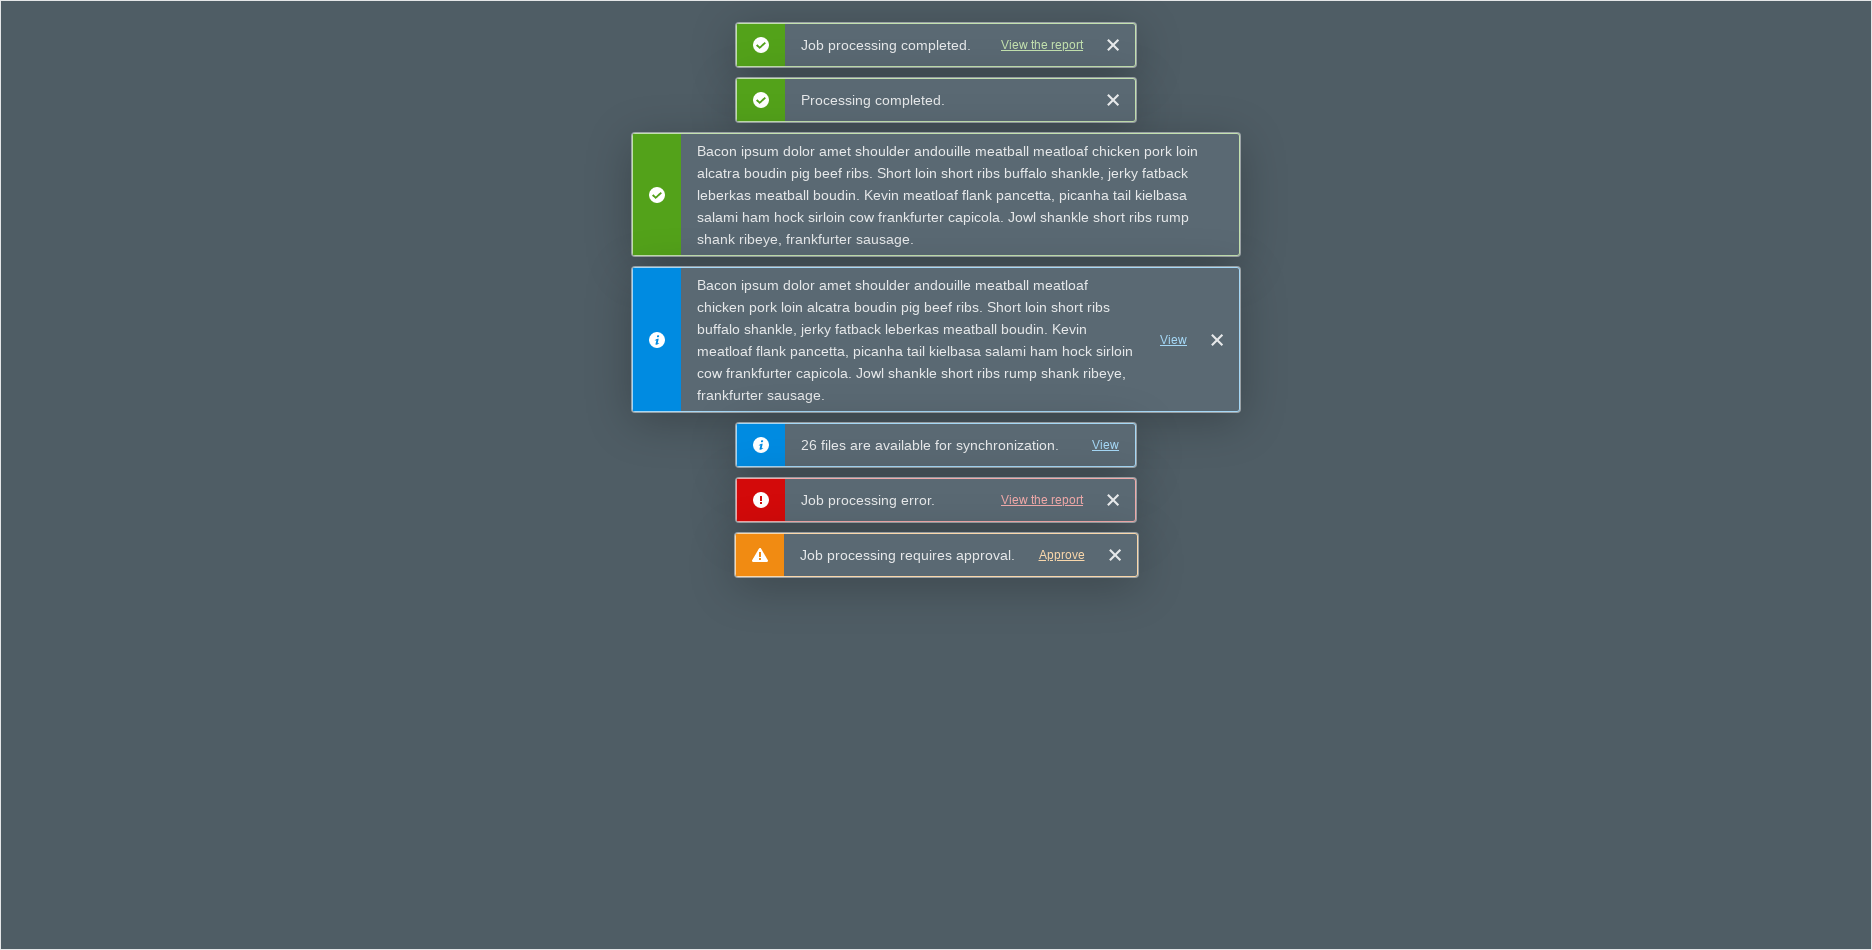 Job processing completed. View the report
Processing completed.
Bacon ipsum dolor amet shoulder andouille meatball meatloaf chicken pork loin
alcatra boudin pig beef ribs. Short loin short ribs buffalo shankle, jerky fatback
leberkas meatball boudin. Kevin meatloaf flank pancetta, picanha tail kielbasa
salami ham hock sirloin cow frankfurter capicola. Jowl shankle short ribs rump
shank ribeye, frankfurter sausage.
Bacon ipsum dolor amet shoulder andouille meatball meatloaf
chicken pork loin alcatra boudin pig beef ribs. Short loin short ribs
buffalo shankle, jerky fatback leberkas meatball boudin. Kevin
meatloaf flank pancetta, picanha tail kielbasa salami ham hock sirloin
cow frankfurter capicola. Jowl shankle short ribs rump shank ribeye,
frankfurter sausage.
View
26 files are available for synchronization. View
Job processing error. View the report
Job processing requires approval. Approve